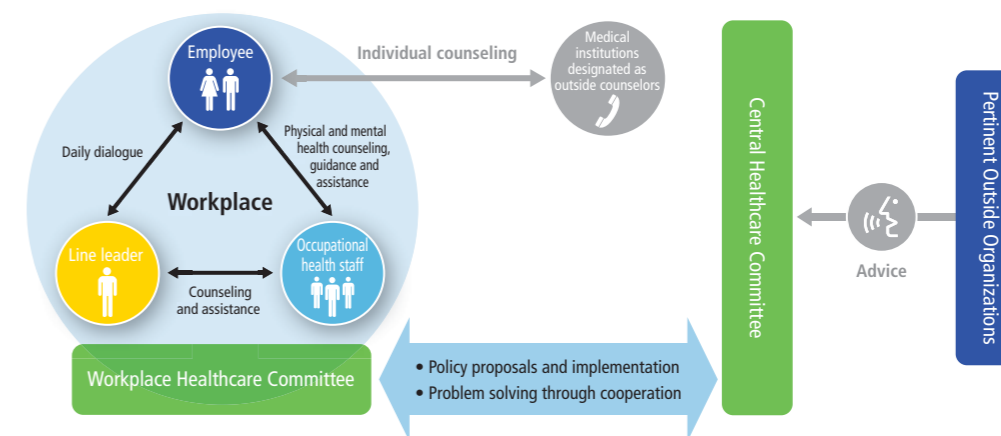 Employee
Individual counseling
Medical
institutions
designated as
outside counselors
Daily dialogue
Physical and mental
health counseling,
guidance and
assistance
Workplace
Line leader
Occupational
health staff
Counseling
and assistance
Workplace Healthcare Committee
• Policy proposals and implementation
• Problem solving through cooperation
Central Healthcare Committee
Advice
Pertinent Outside Organizations